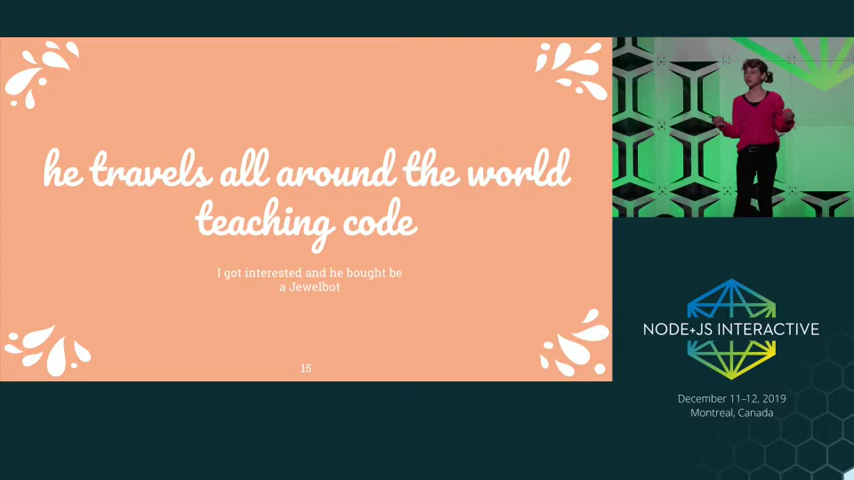 he travels all around the world
teaching code
I got interested and he bought be
a Jewelbot
15
NODE+JS INTERACTIVE
December 11–12, 2019
Montreal, Canada